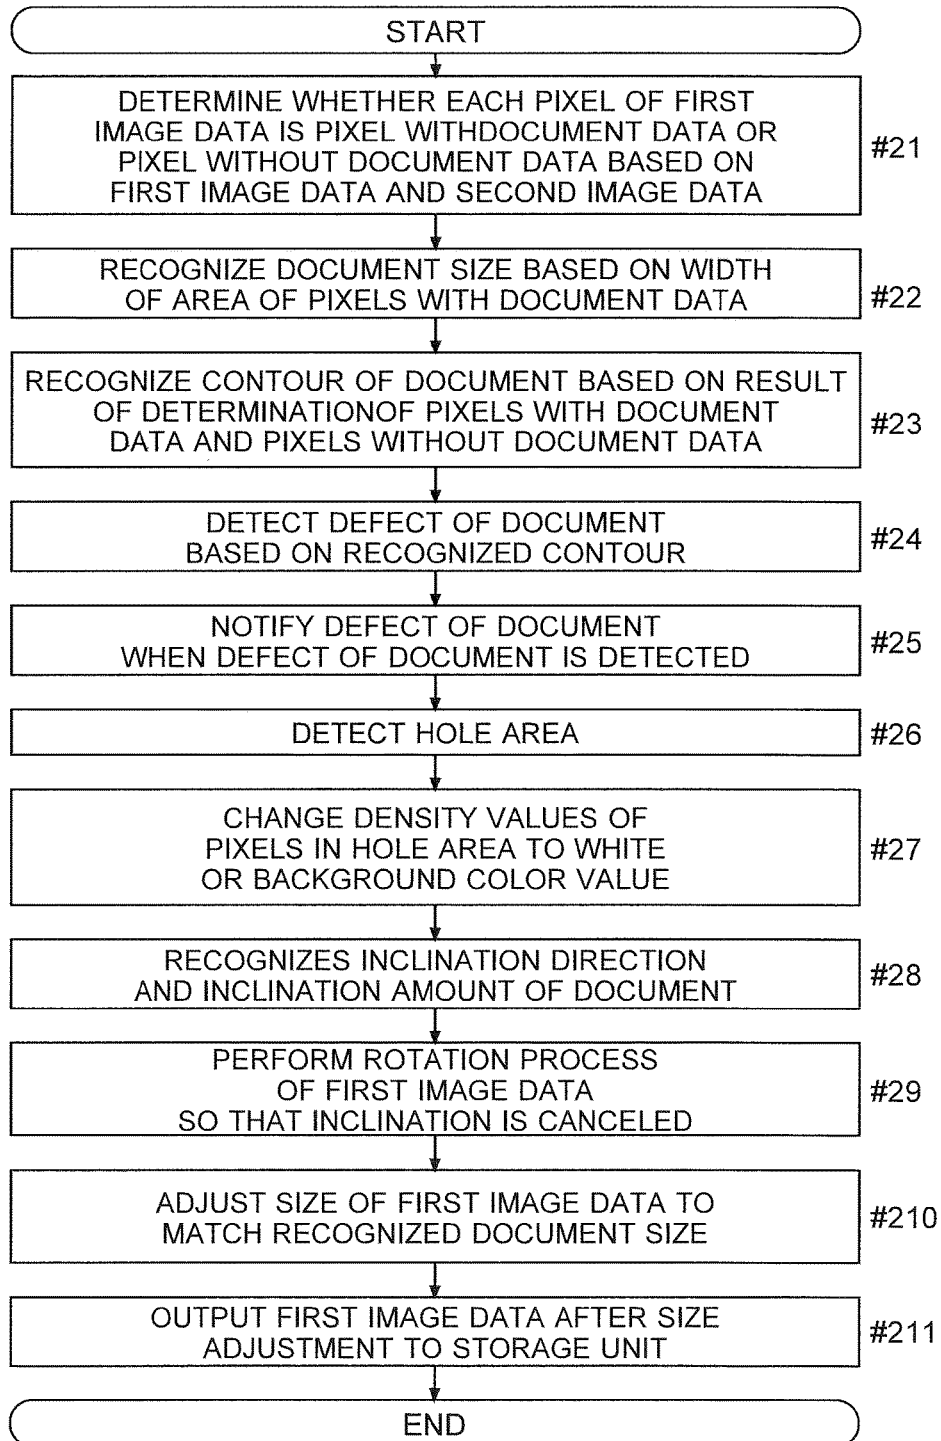 START
DETERMINE WHETHER EACH PIXEL OF FIRST
IMAGE DATA IS PIXEL WITHDOCUMENT DATA OR
PIXEL WITHOUT DOCUMENT DATA BASED ON
FIRST IMAGE DATA AND SECOND IMAGE DATA
#21
RECOGNIZE DOCUMENT SIZE BASED ON WIDTH
OF AREA OF PIXELS WITH DOCUMENT DATA
#22
RECOGNIZE CONTOUR OF DOCUMENT BASED ON RESULT
OF DETERMINATIONOF PIXELS WITH DOCUMENT
DATA AND PIXELS WITHOUT DOCUMENT DATA
#23
DETECT DEFECT OF DOCUMENT
BASED ON RECOGNIZED CONTOUR
#24
NOTIFY DEFECT OF DOCUMENT
WHEN DEFECT OF DOCUMENT IS DETECTED
#25
DETECT HOLE AREA
#26
CHANGE DENSITY VALUES OF
PIXELS IN HOLE AREA TO WHITE
OR BACKGROUND COLOR VALUE
#27
RECOGNIZES INCLINATION DIRECTION
AND INCLINATION AMOUNT OF DOCUMENT
#28
PERFORM ROTATION PROCESS
OF FIRST IMAGE DATA
SO THAT INCLINATION IS CANCELED
#29
ADJUST SIZE OF FIRST IMAGE DATA TO
MATCH RECOGNIZED DOCUMENT SIZE
#210
OUTPUT FIRST IMAGE DATA AFTER SIZE
ADJUSTMENT TO STORAGE UNIT
#211
END